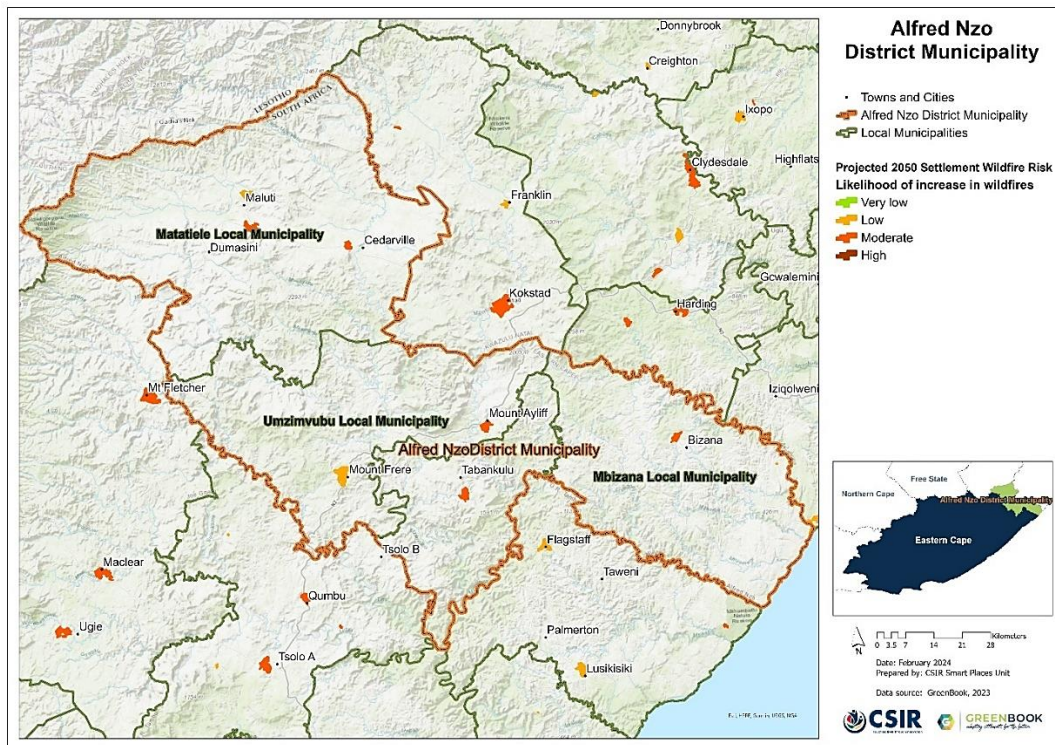 Alfred Nzo
District Municipality
Towns and Cities
Alfred Nzo District Municipality
Local Municipalities
Projected 2050 Settlement Wildfire Risk
Likelihood of increase in wildfires
Very low
Low
Moderate
High
Donnybrook
Creighton
Ixopo
LESOTHO
SOUTH AFRICA
Clydesdale
Highflats
Maluti
Franklin
Matatiele Local Municipality
Dumasini
Cedarville
Gcwalemini
Kokstad
Harding
KWAZULU-NATAL
Mt Fletcher
Iziqolweni
Umzimvubu Local Municipality
Mount Ayliff
Bizana
Alfred NzoDistrict Municipality
Mount Frere
Tabankulu
Mbizana Local Municipality
Tsolo B
Flagstaff
Taweni
Maclear
Qumbu
Ugie
Palmerton
Tsolo A
Lusikisiki
Free State
Northern Cape
Alfred Nzo District Municipality
Eastern Cape
N
0 3.5 7 14 21 28
Kilometers
Date: February 2024
Prepared by: CSIR Smart Places Unit
Data source: GreenBook, 2023
CSIR
GREENBOOK